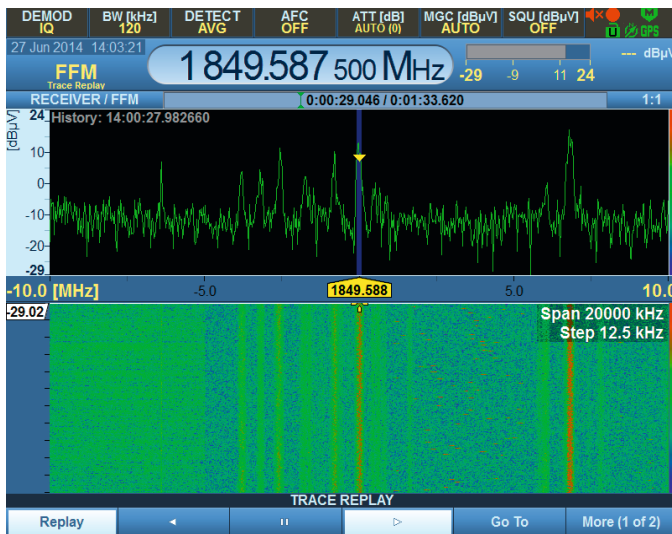 DEMOD BW [kHz] DETECT AFC ATT [dB] MGC [dBµV] SQU [dBµV]
IQ 120 AVG OFF AUTO (0) AUTO OFF
GPS
27 Jun 2014 14:03:21
FFM
Trace Replay
1 849.587 500 MHz
-29 -9 11 24
--- dBµV
RECEIVER / FFM
0:00:29.046 / 0:01:33.620
1:1
[dBµV]
24
History: 14:00:27.982660
10
0
-10
-20
-29
-10.0 [MHz] -5.0 1849.588 5.0 10.0
-29.02
0
Span 20000 kHz
Step 12.5 kHz
TRACE REPLAY
Replay Go To More (1 of 2)